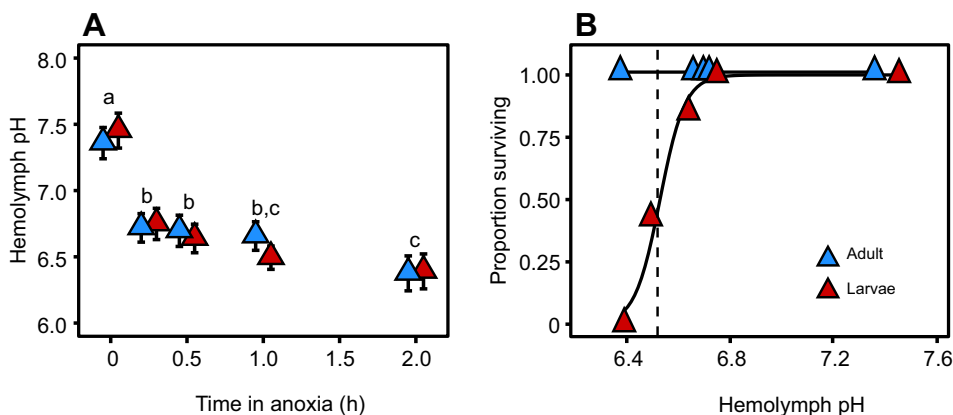 A
8.0
7.5
7.0
6.5
6.0
Hemolymph pH
a
b
b
b,c
c
0
0.5
1.0
1.5
2.0
Time in anoxia (h)
B
1.00
0.75
0.50
0.25
0
Proportion surviving
Adult
Larvae
6.4
6.8
7.2
7.6
Hemolymph pH